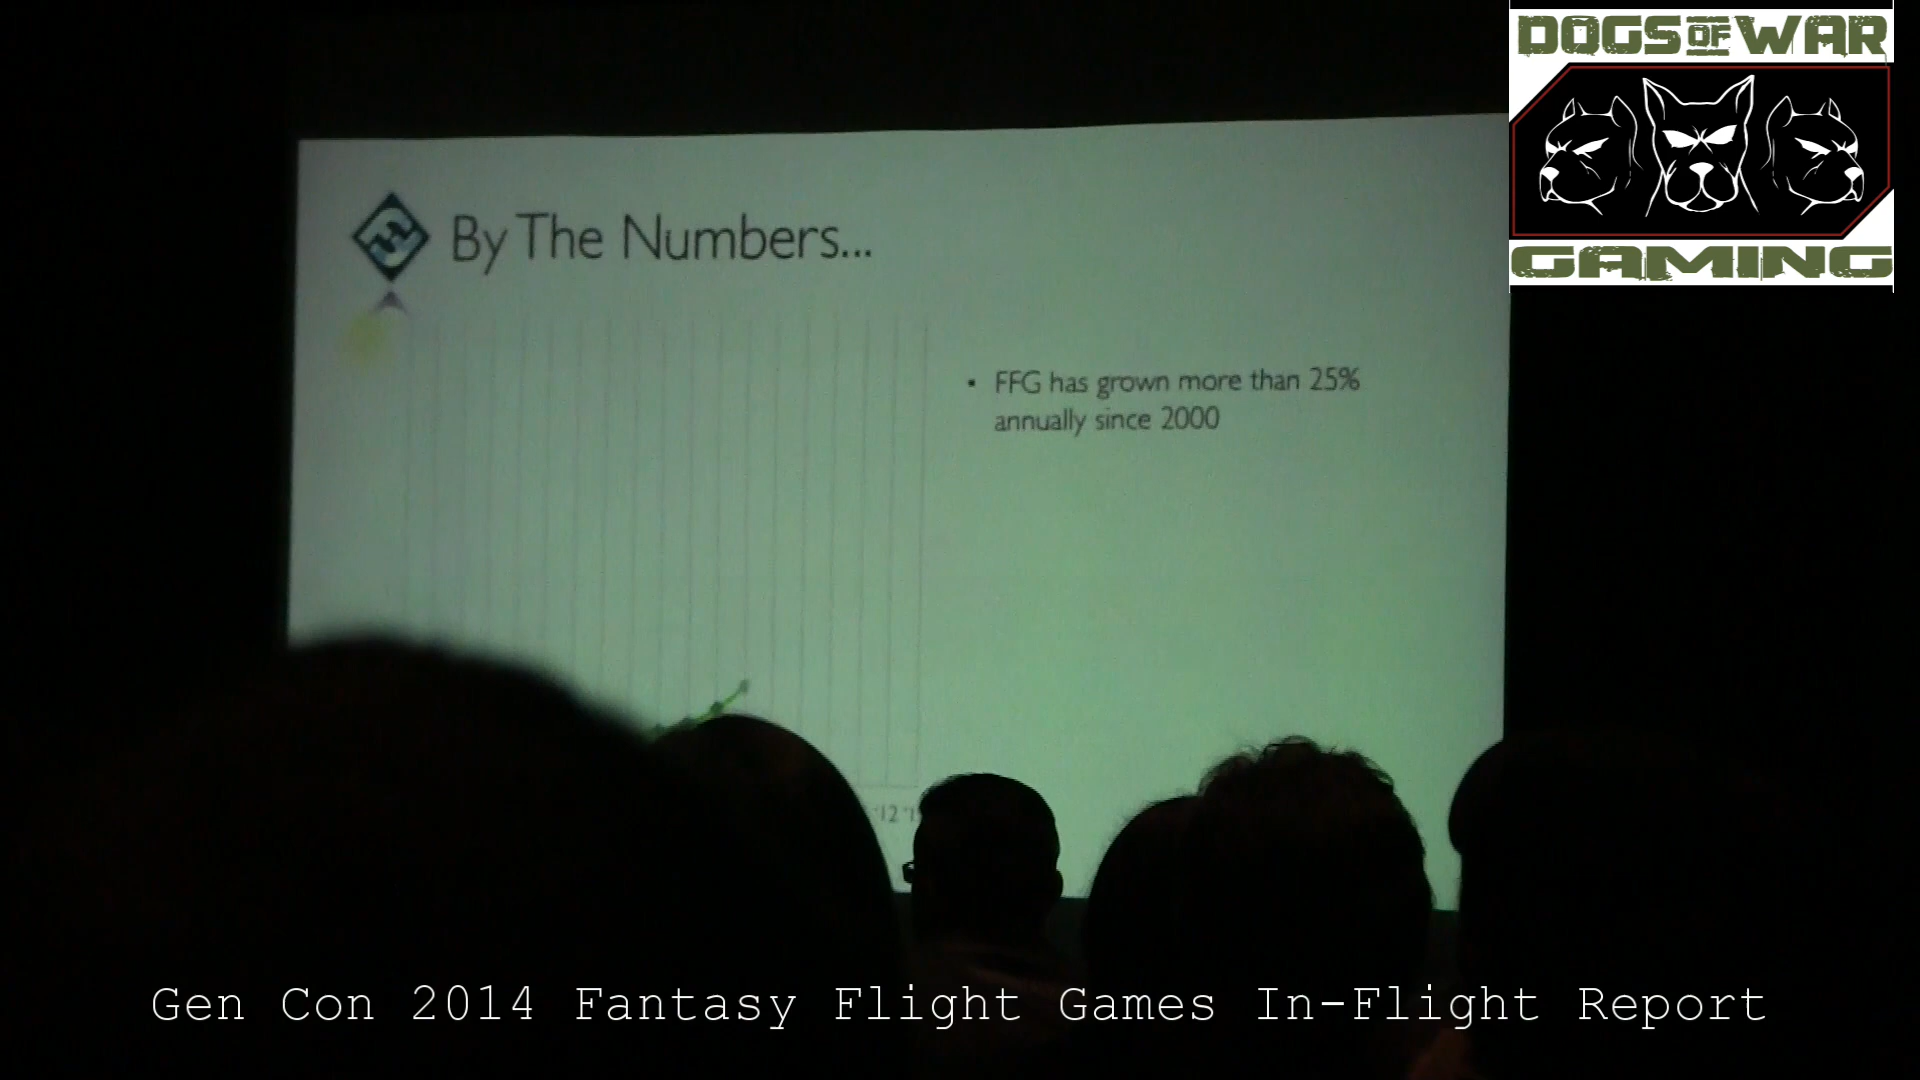 DOGS OF WAR
GAMING
By The Numbers...
• FFG has grown more than 25%
annually since 2000
'12
Gen Con 2014 Fantasy Flight Games In-Flight Report